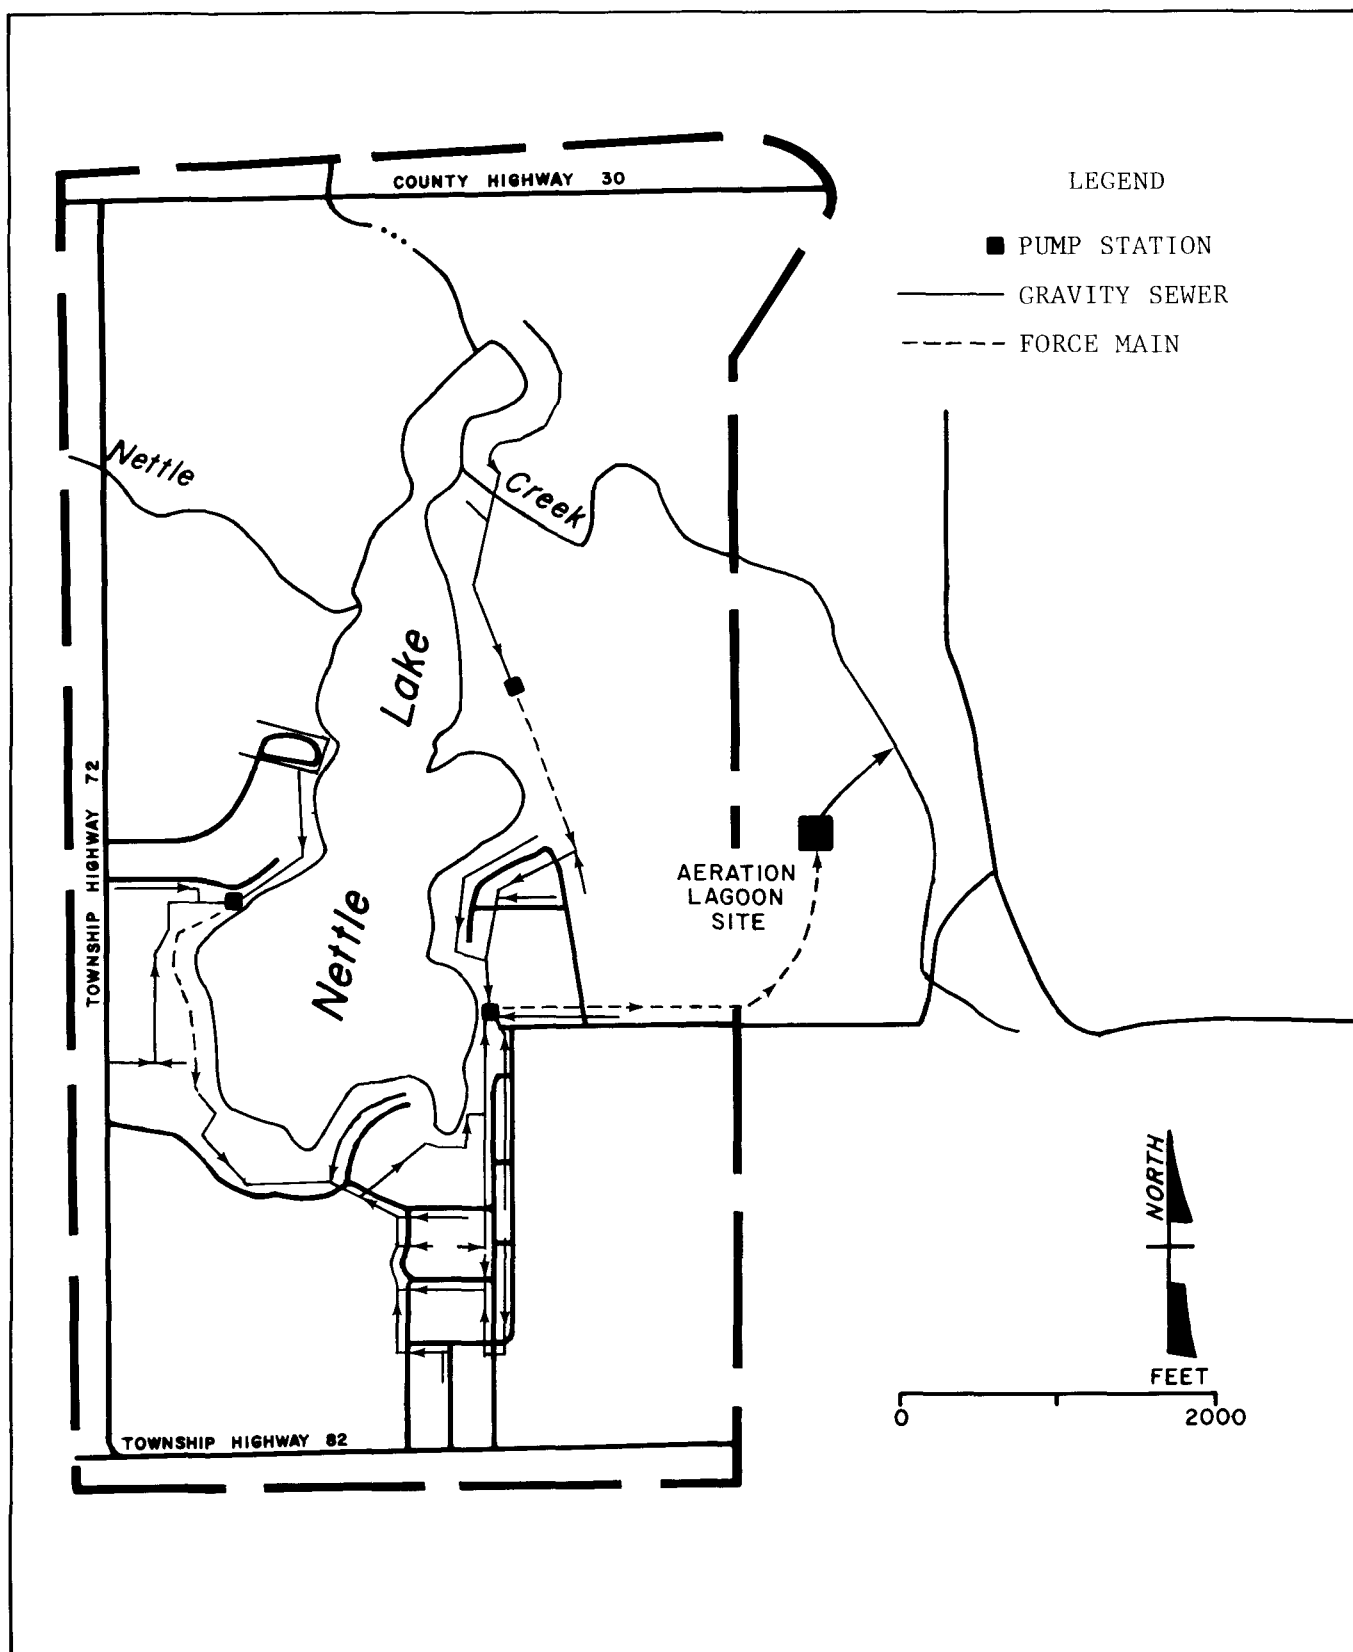 COUNTY HIGHWAY 30
LEGEND
PUMP STATION
GRAVITY SEWER
FORCE MAIN
Nettle
Creek
Lake
Nettle
TOWNSHIP HIGHWAY 72
AERATION
LAGOON
SITE
NORTH
FEET
0 2000
TOWNSHIP HIGHWAY 82